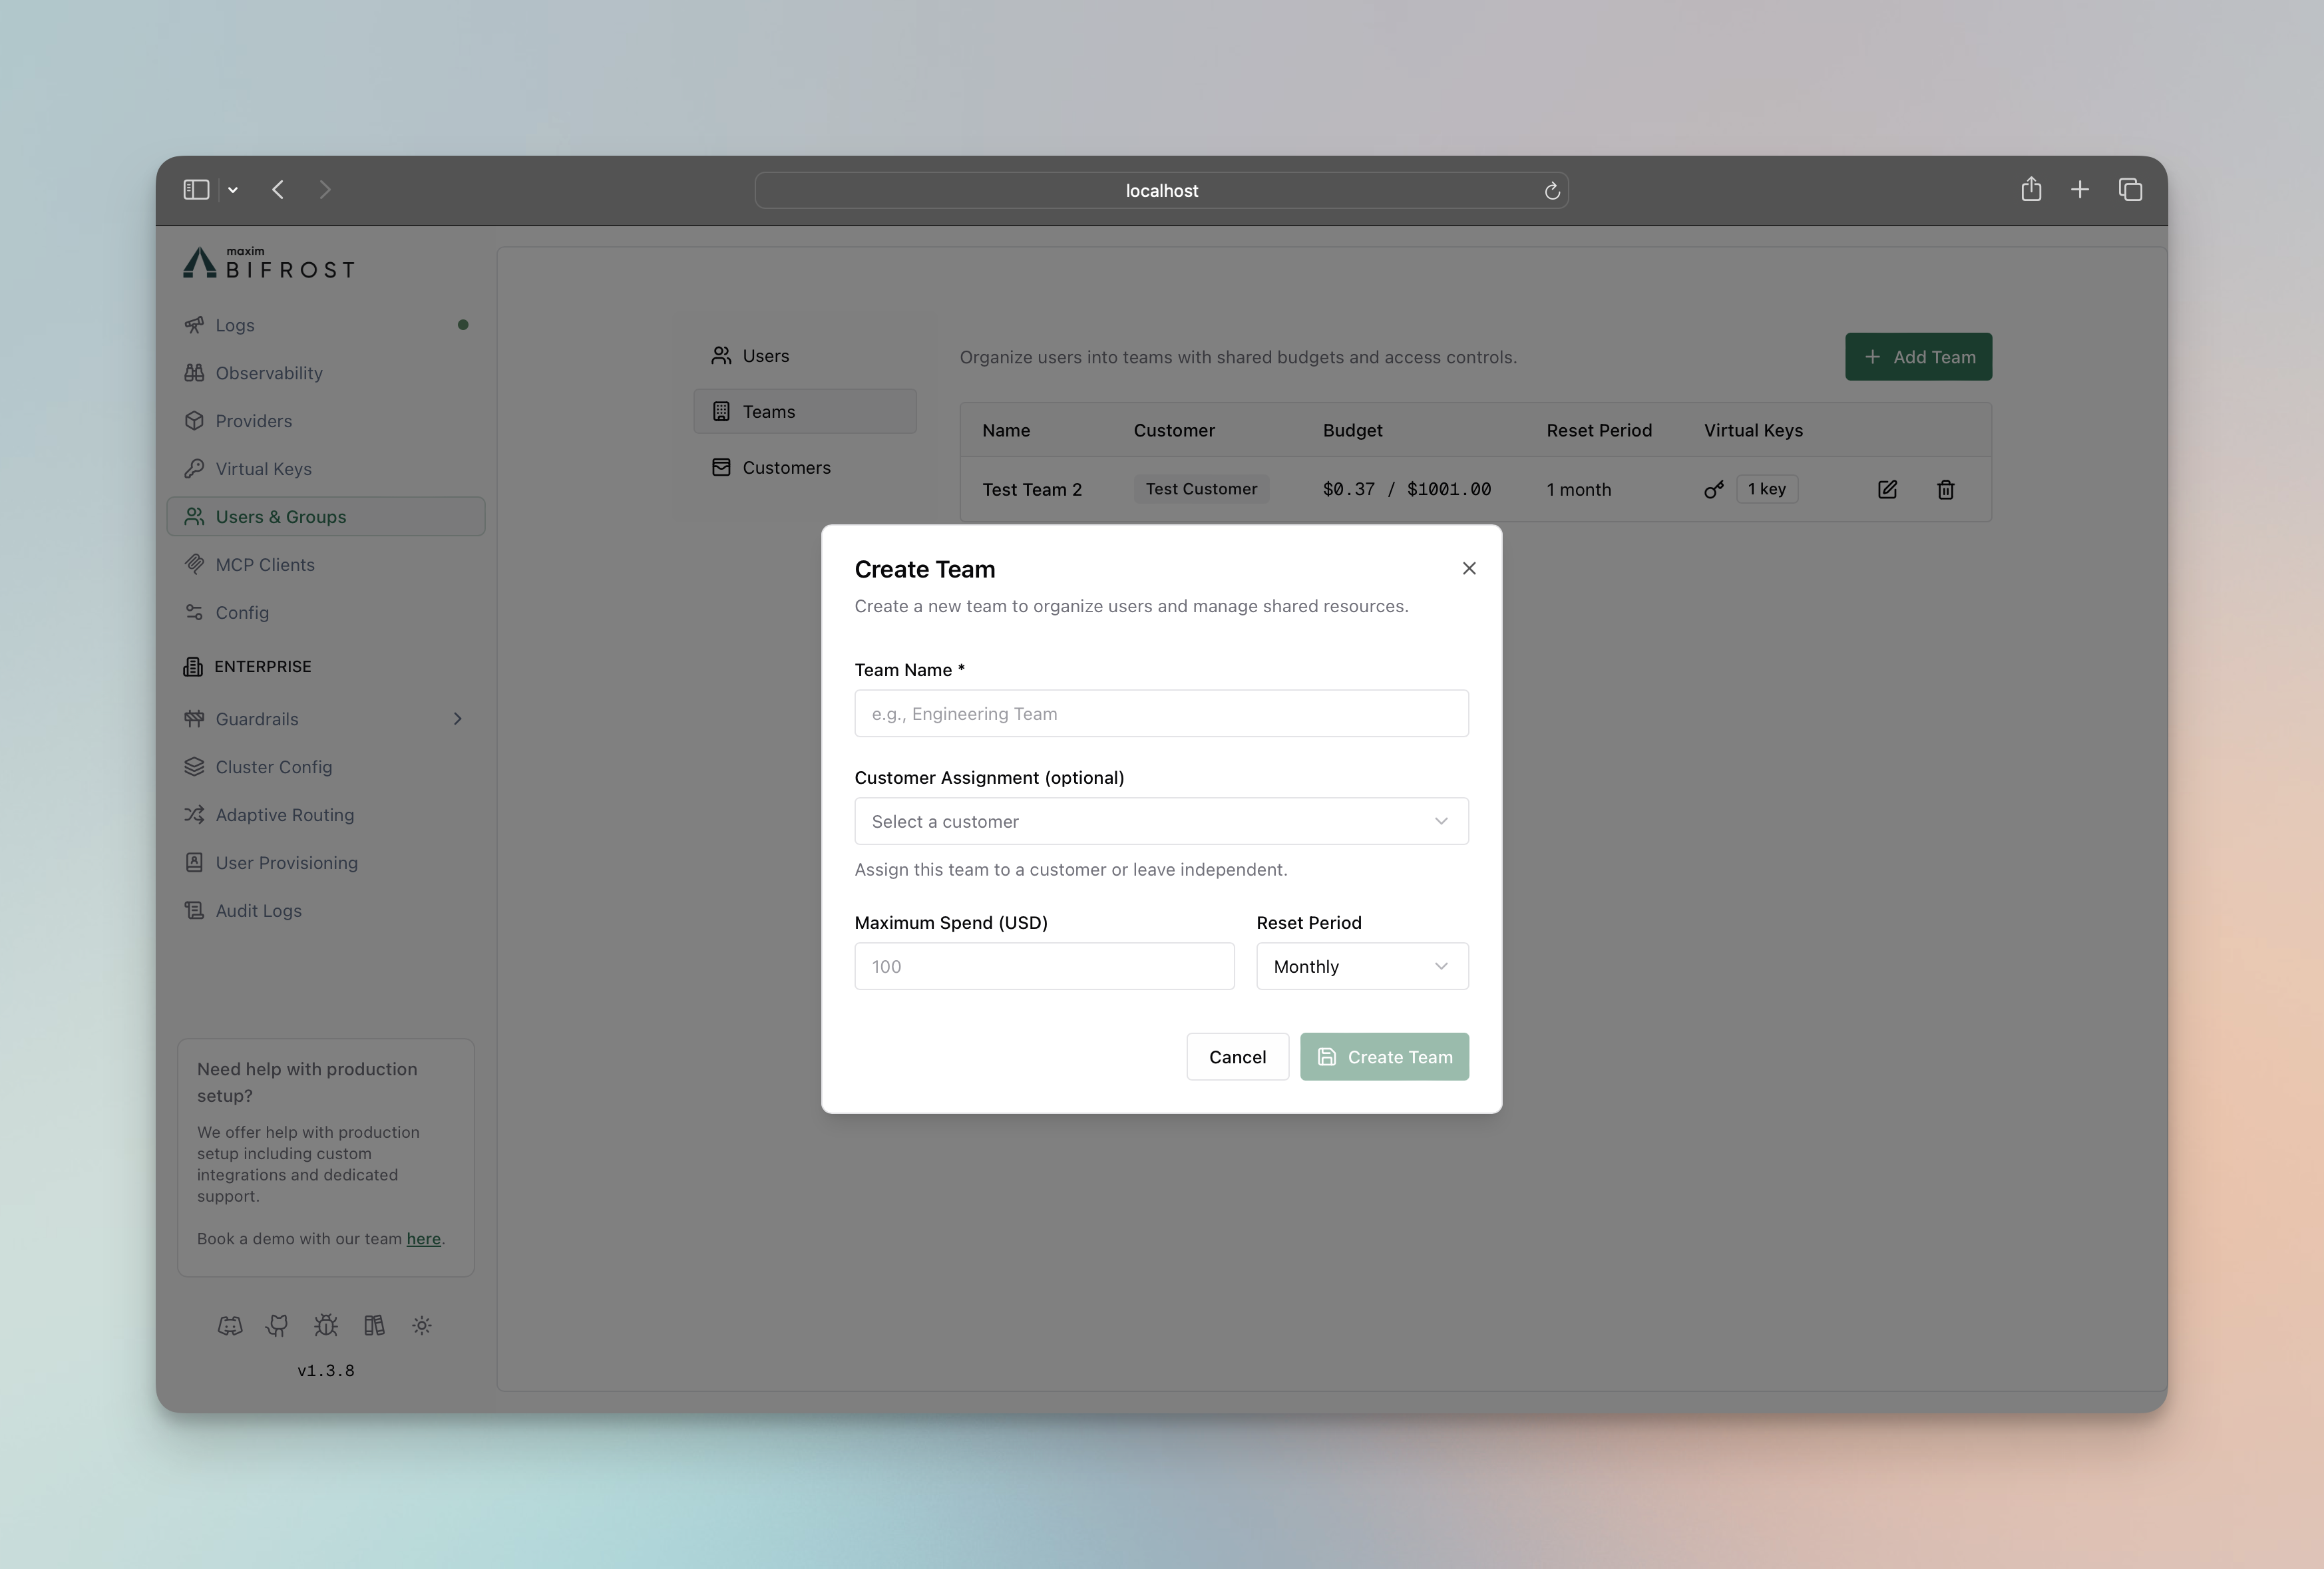 localhost
maxim
BIFROST
Logs
Observability
Providers
Virtual Keys
Users & Groups
MCP Clients
Config
ENTERPRISE
Guardrails
Cluster Config
Adaptive Routing
User Provisioning
Audit Logs
Need help with production
setup?
We offer help with production
setup including custom
integrations and dedicated
support.
Book a demo with our team here.
v1.3.8
Users
Teams
Customers
Organize users into teams with shared budgets and access controls.
Add Team
Name Customer Budget Reset Period Virtual Keys
Test Team 2 Test Customer $0.37 / $1001.00 1 month 1 key
Create Team
Create a new team to organize users and manage shared resources.
Team Name *
e.g., Engineering Team
Customer Assignment (optional)
Select a customer
Assign this team to a customer or leave independent.
Maximum Spend (USD) Reset Period
100 Monthly
Cancel Create Team